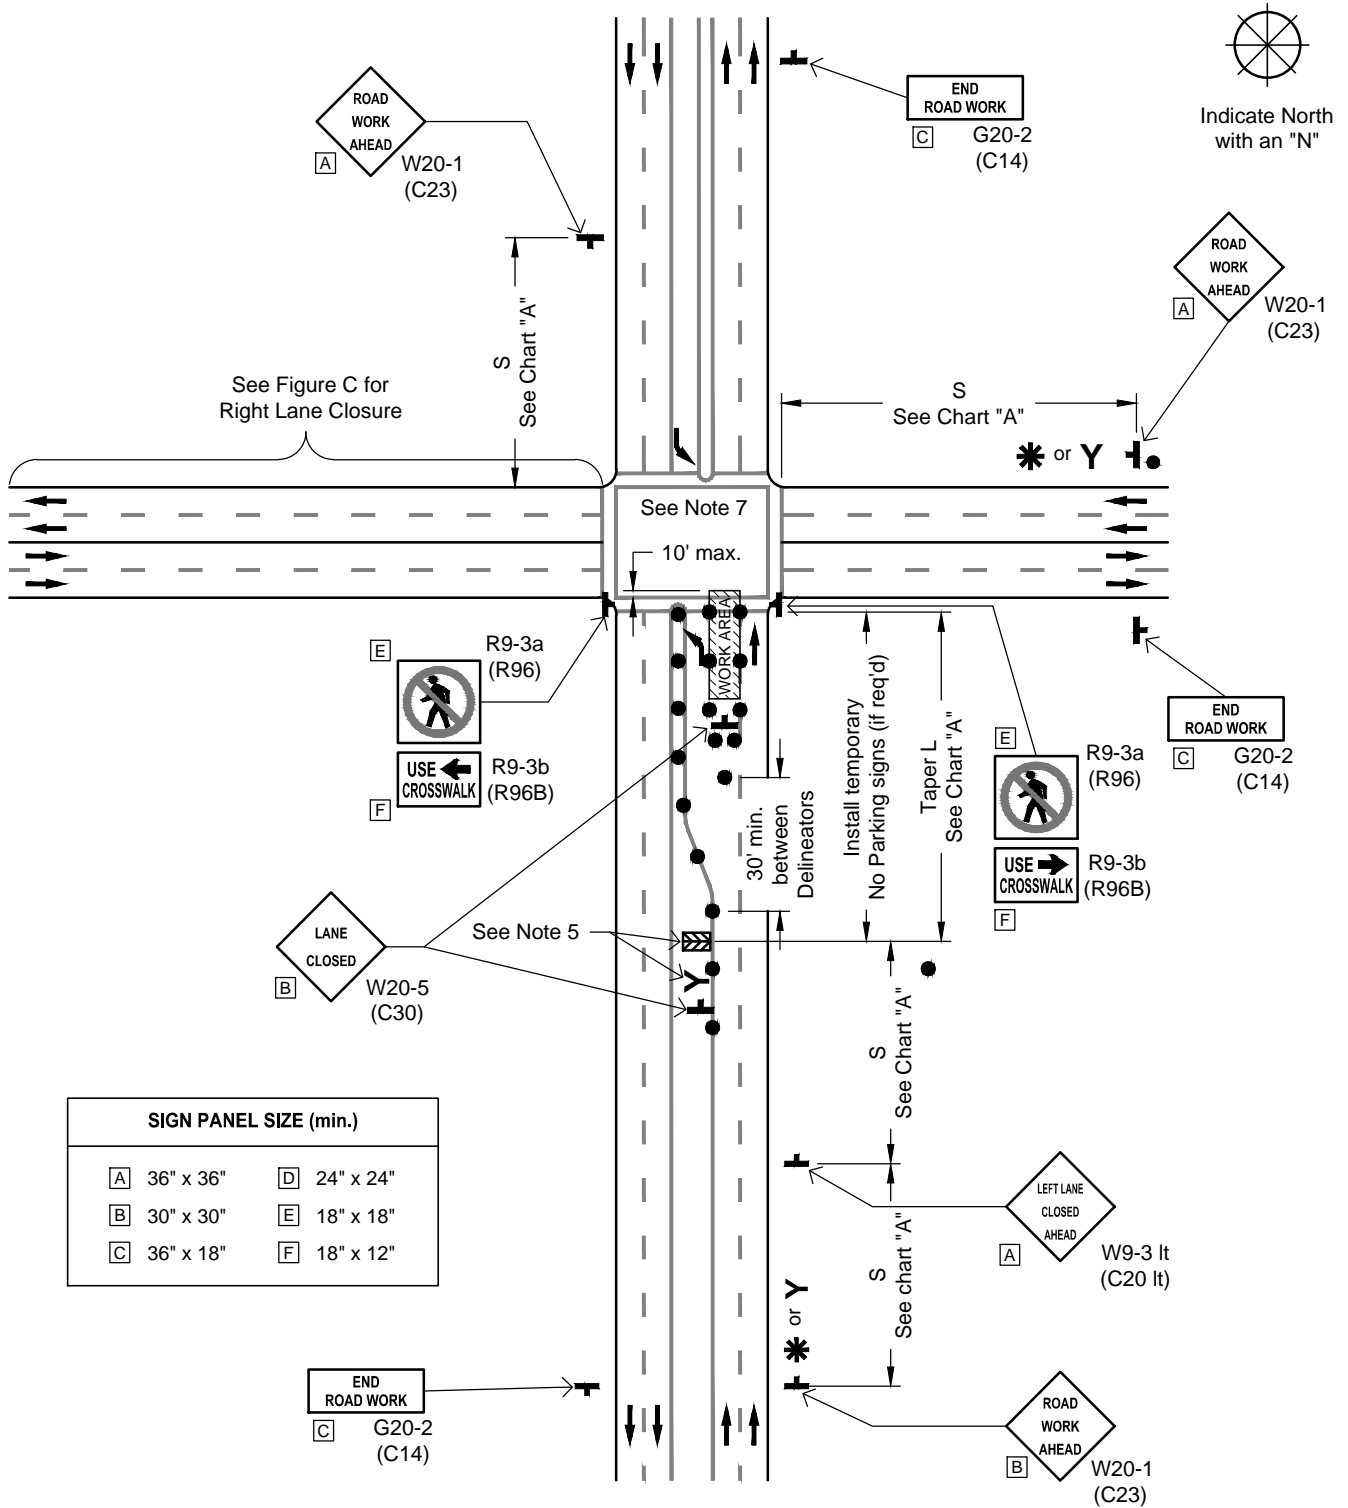 END
ROAD WORK
C
G20-2
(C14)
Indicate North
with an "N"
ROAD
WORK
AHEAD
A
W20-1
(C23)
ROAD
WORK
AHEAD
A
W20-1
(C23)
S
See Chart "A"
See Figure C for
Right Lane Closure
S
See Chart "A"
✳ or Y
See Note 7
10' max.
WORK AREA
E
R9-3a
(R96)
USE
CROSSWALK
R9-3b
(R96B)
F
Install temporary
No Parking signs (if req'd)
Taper L
See Chart "A"
30' min.
between
Delineators
END
ROAD WORK
C
G20-2
(C14)
E
R9-3a
(R96)
USE
CROSSWALK
R9-3b
(R96B)
F
LANE
CLOSED
B
W20-5
(C30)
See Note 5
Y
S
See Chart "A"
SIGN PANEL SIZE (min.)
A 36" x 36" D 24" x 24"
B 30" x 30" E 18" x 18"
C 36" x 18" F 18" x 12"
LEFT LANE
CLOSED
AHEAD
A
W9-3 lt
(C20 lt)
S
See chart "A"
✳ or Y
END
ROAD WORK
C
G20-2
(C14)
ROAD
WORK
AHEAD
B
W20-1
(C23)